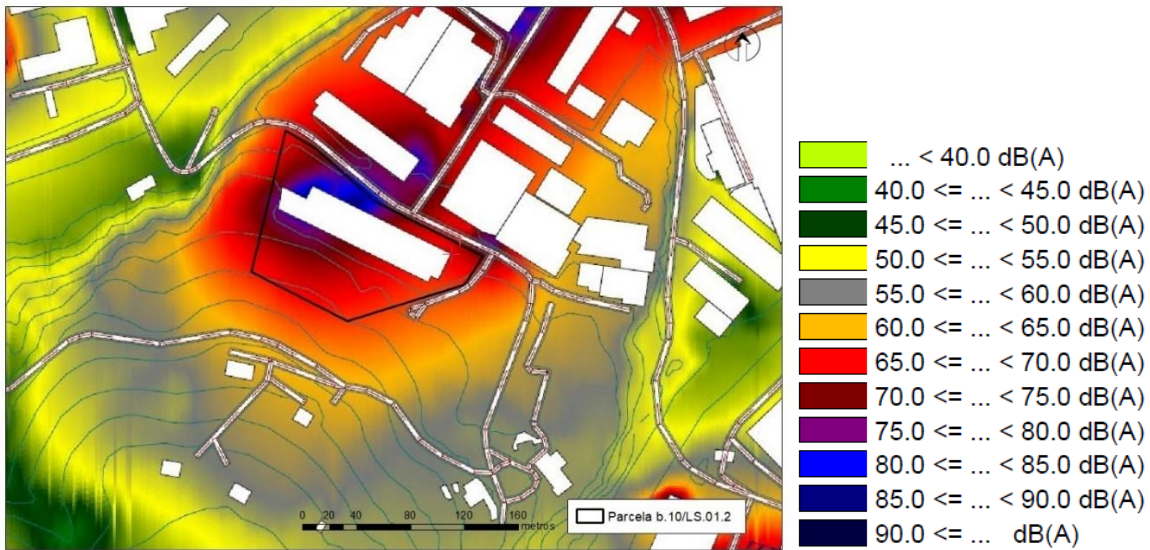 ... < 40.0 dB(A)
40.0 <= ... < 45.0 dB(A)
45.0 <= ... < 50.0 dB(A)
50.0 <= ... < 55.0 dB(A)
55.0 <= ... < 60.0 dB(A)
60.0 <= ... < 65.0 dB(A)
65.0 <= ... < 70.0 dB(A)
70.0 <= ... < 75.0 dB(A)
75.0 <= ... < 80.0 dB(A)
80.0 <= ... < 85.0 dB(A)
85.0 <= ... < 90.0 dB(A)
90.0 <= ... dB(A)
0 20 40 80 120 160
metros
Parcela b.10/LS.01.2